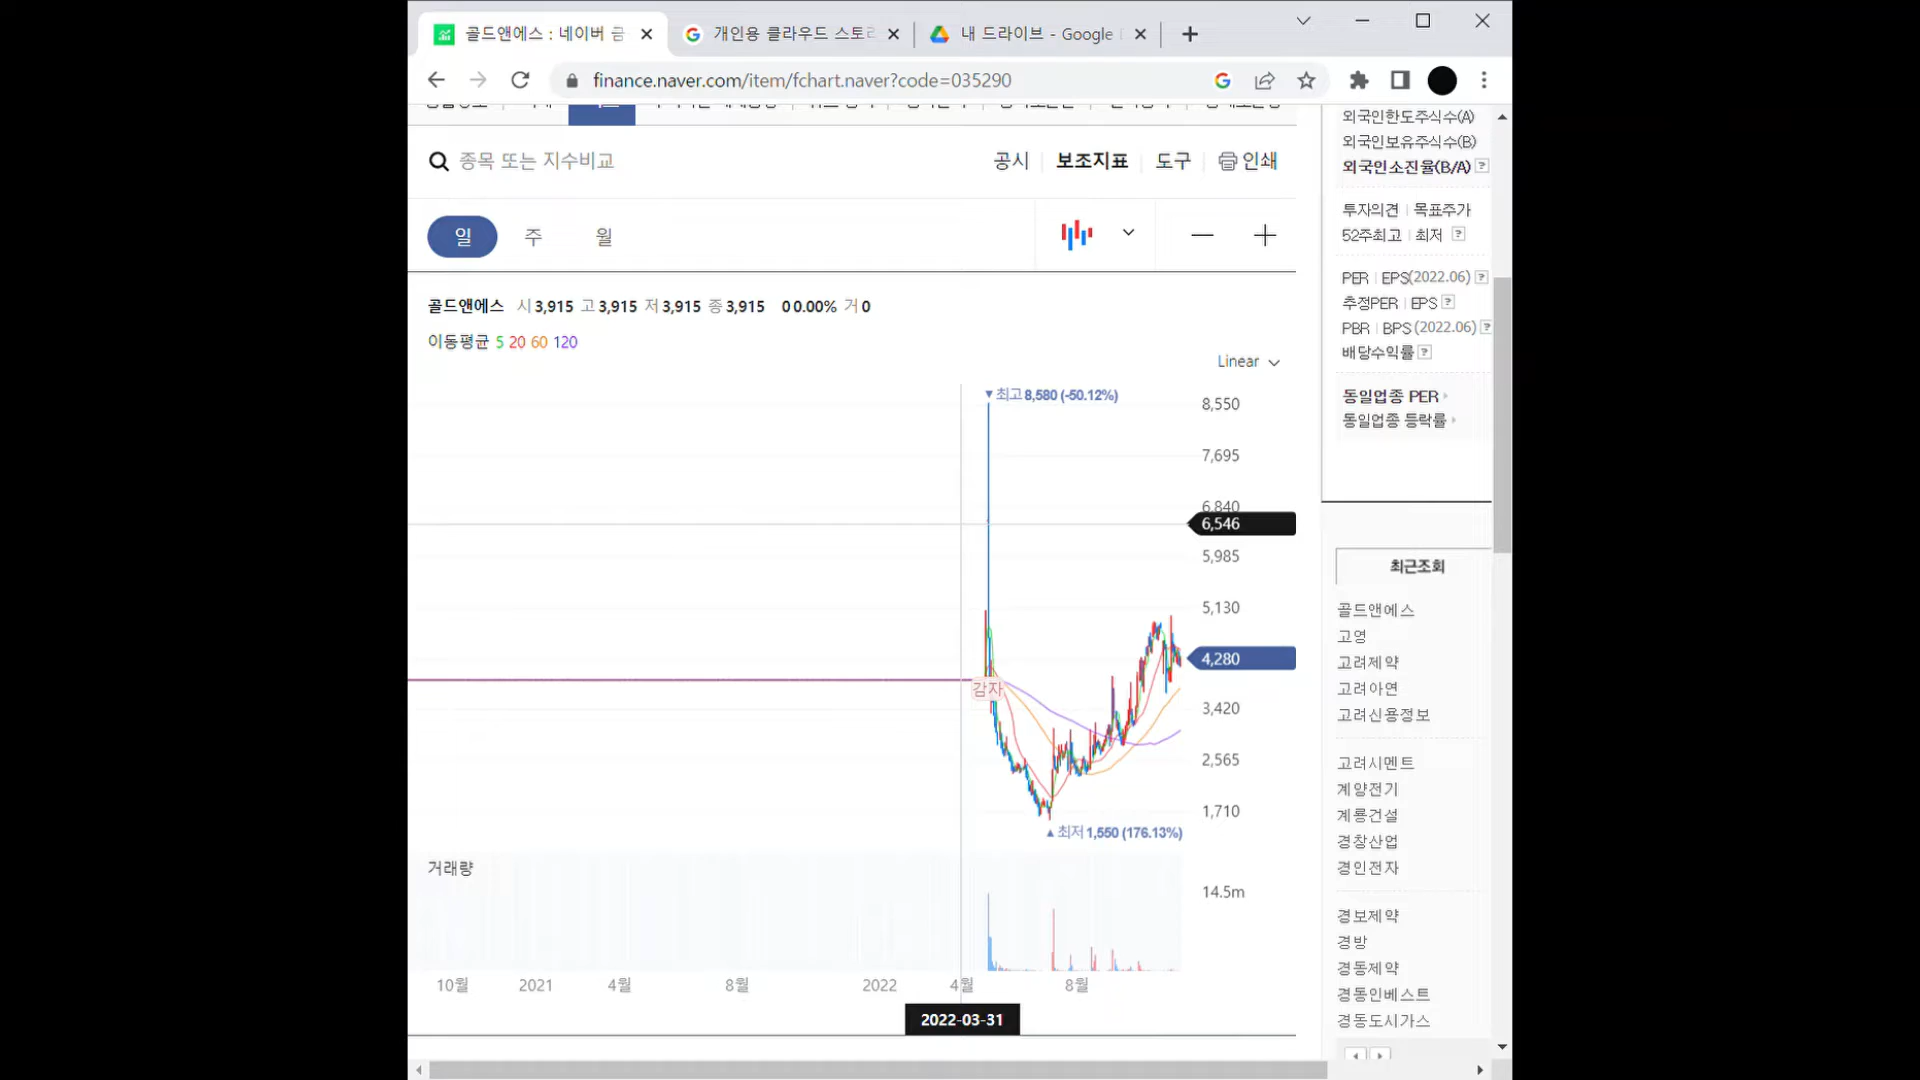 골드앤에스 : 네이버 금
개인용 클라우드 스토리
내 드라이브 - Google
finance.naver.com/item/fchart.naver?code=035290
종목 또는 지수비교
공시 보조지표 도구 인쇄
일 주 월
골드앤에스 시 3,915 고 3,915 저 3,915 종 3,915 0 0.00% 거 0
이동평균 5 20 60 120
Linear
최고 8,580 (-50.12%)
8,550
7,695
6,840
6,546
5,985
5,130
4,280
감자
3,420
2,565
1,710
최저 1,550 (176.13%)
거래량
14.5m
10월 2021 4월 8월 2022 4월 8월
2022-03-31
외국인한도주식수(A)
외국인보유주식수(B)
외국인소진율(B/A) ?
투자의견 | 목표주가
52주최고 | 최저 ?
PER | EPS(2022.06) ?
추정PER | EPS ?
PBR | BPS (2022.06) ?
배당수익률 ?
동일업종 PER
동일업종 등락률
최근조회
골드앤에스
고영
고려제약
고려아연
고려신용정보
고려시멘트
계양전기
계룡건설
경창산업
경인전자
경보제약
경방
경동제약
경동인베스트
경동도시가스